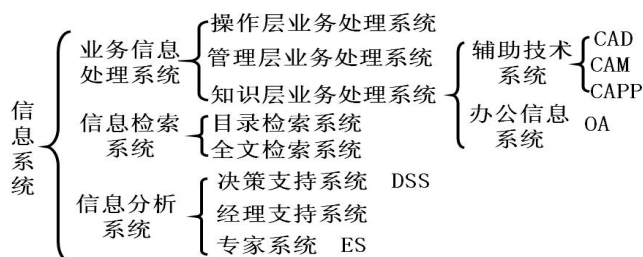 信息系统
业务信息
处理系统
操作层业务处理系统
管理层业务处理系统
知识层业务处理系统
辅助技术
系统
CAD
CAM
CAPP
办公信息
系统
OA
信息检索
系统
目录检索系统
全文检索系统
信息分析
系统
决策支持系统 DSS
经理支持系统
专家系统 ES